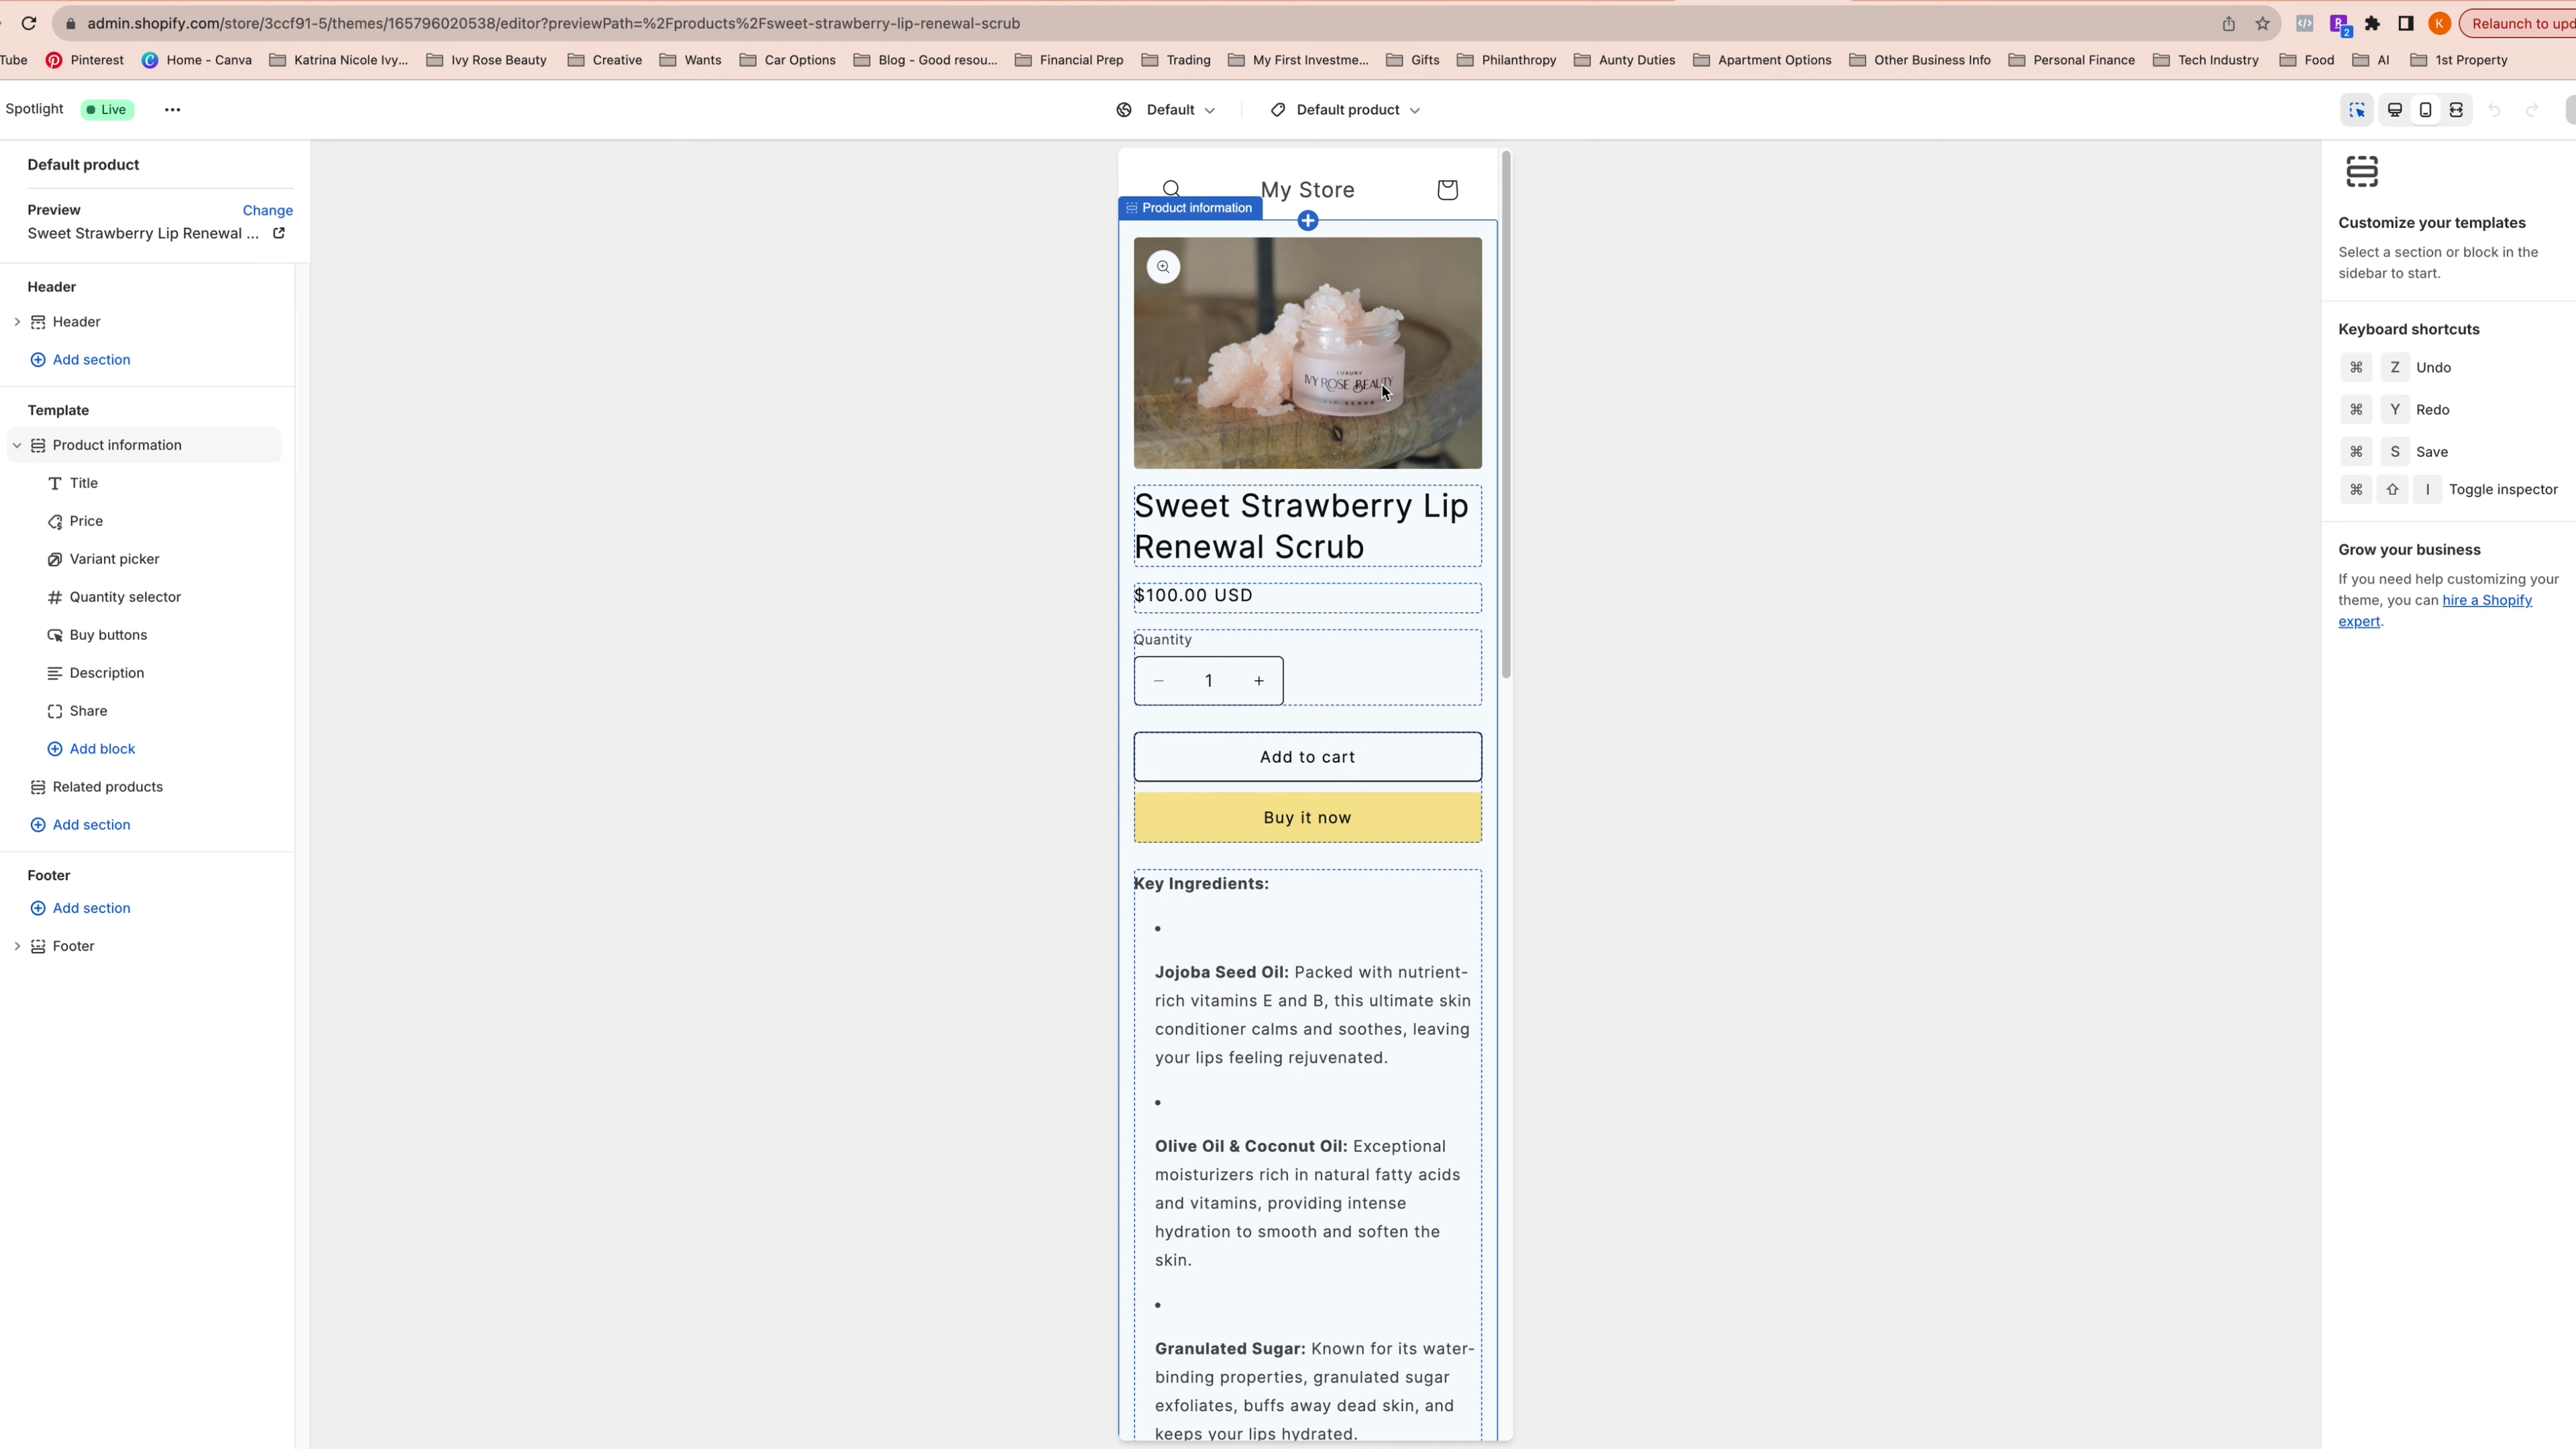 admin.shopify.com/store/3ccf91-5/themes/165796020538/editor?previewPath=%2Fproducts%2Fsweet-strawberry-lip-renewal-scrub
K
Relaunch to upd
2
Tube
Pinterest
Home - Canva
Katrina Nicole Ivy...
Ivy Rose Beauty
Creative
Wants
Car Options
Blog - Good resou...
Financial Prep
Trading
My First Investme...
Gifts
Philanthropy
Aunty Duties
Apartment Options
Other Business Info
Personal Finance
Tech Industry
Food
AI
1st Property
Spotlight
Live
Default
Default product
Default product
Preview
Change
Sweet Strawberry Lip Renewal ...
Header
Header
Add section
Template
Product information
Title
Price
Variant picker
Quantity selector
Buy buttons
Description
Share
Add block
Related products
Add section
Footer
Add section
Footer
My Store
Product information
LUXURY
IVY ROSE BEAUTY
LIP SCRUB
Sweet Strawberry Lip
Renewal Scrub
$100.00 USD
Quantity
− 1 +
Add to cart
Buy it now
Key Ingredients:
•
Jojoba Seed Oil: Packed with nutrient-
rich vitamins E and B, this ultimate skin
conditioner calms and soothes, leaving
your lips feeling rejuvenated.
•
Olive Oil & Coconut Oil: Exceptional
moisturizers rich in natural fatty acids
and vitamins, providing intense
hydration to smooth and soften the
skin.
•
Granulated Sugar: Known for its water-
binding properties, granulated sugar
exfoliates, buffs away dead skin, and
keeps your lips hydrated.
Customize your templates
Select a section or block in the
sidebar to start.
Keyboard shortcuts
⌘ Z Undo
⌘ Y Redo
⌘ S Save
⌘ ⇧ I Toggle inspector
Grow your business
If you need help customizing your
theme, you can hire a Shopify
expert.